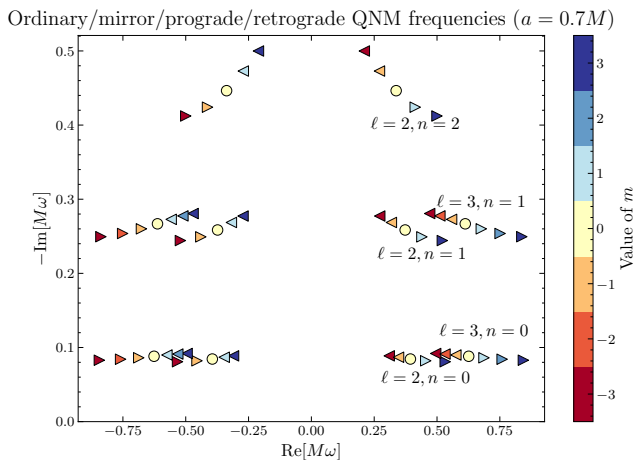 Ordinary/mirror/prograde/retrograde QNM frequencies (a = 0.7M)
0.5
0.4
0.3
0.2
0.1
0.0
−Im[Mω]
ℓ = 2, n = 2
ℓ = 3, n = 1
ℓ = 2, n = 1
ℓ = 3, n = 0
ℓ = 2, n = 0
−0.75
−0.50
−0.25
0.00
0.25
0.50
0.75
Re[Mω]
3
2
1
0
−1
−2
−3
Value of m